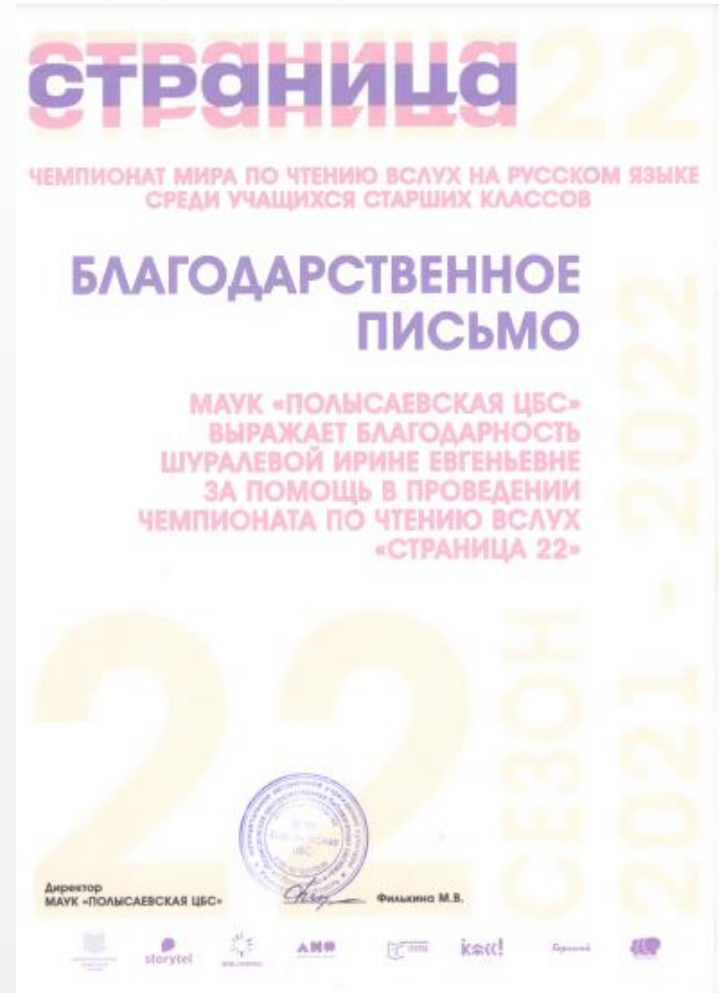 страница 22
ЧЕМПИОНАТ МИРА ПО ЧТЕНИЮ ВСЛУХ НА РУССКОМ ЯЗЫКЕ
СРЕДИ УЧАЩИХСЯ СТАРШИХ КЛАССОВ
БЛАГОДАРСТВЕННОЕ
ПИСЬМО
МАУК «ПОЛЫСАЕВСКАЯ ЦБС»
ВЫРАЖАЕТ БЛАГОДАРНОСТЬ
ШУРАЛЕВОЙ ИРИНЕ ЕВГЕНЬЕВНЕ
ЗА ПОМОЩЬ В ПРОВЕДЕНИИ
ЧЕМПИОНАТА ПО ЧТЕНИЮ ВСЛУХ
«СТРАНИЦА 22»
22
СЕЗОН
2021 - 2022
Директор
МАУК «ПОЛЫСАЕВСКАЯ ЦБС»
Филькина М.В.
storytel